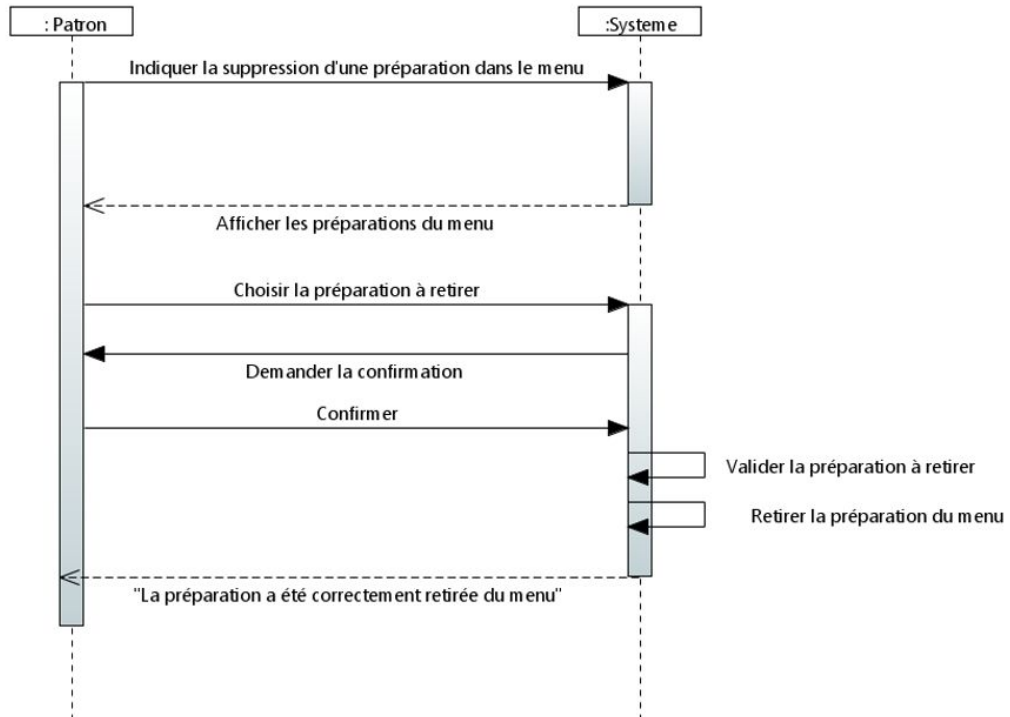 : Patron
:Systeme
Indiquer la suppression d'une préparation dans le menu
Afficher les préparations du menu
Choisir la préparation à retirer
Demander la confirmation
Confirmer
Valider la préparation à retirer
Retirer la préparation du menu
"La préparation a été correctement retirée du menu"